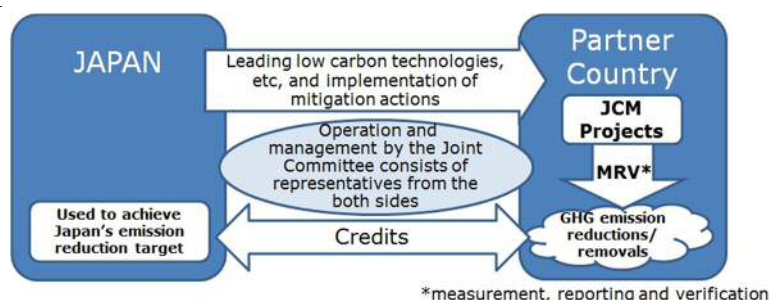 JAPAN
Leading low carbon technologies,
etc, and implementation of
mitigation actions
Partner
Country
JCM
Projects
Operation and
management by the Joint
Committee consists of
representatives from the
both sides
MRV*
Used to achieve
Japan's emission
reduction target
Credits
GHG emission
reductions/
removals
*measurement, reporting and verification